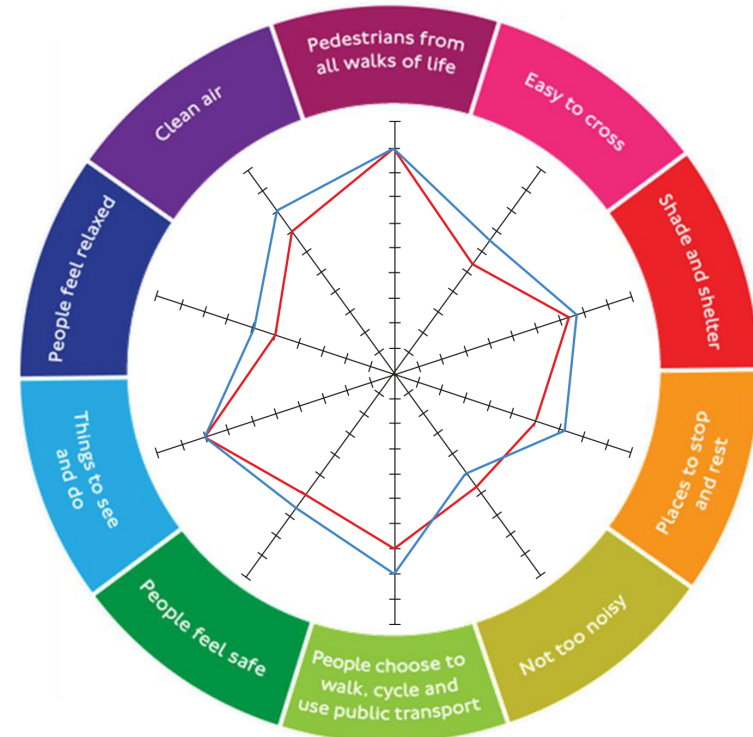 Pedestrians from
all walks of life
Easy to cross
Shade and shelter
Places to stop
and rest
Not too noisy
People choose to
walk, cycle and
use public transport
People feel safe
Things to see
and do
People feel relaxed
Clean air